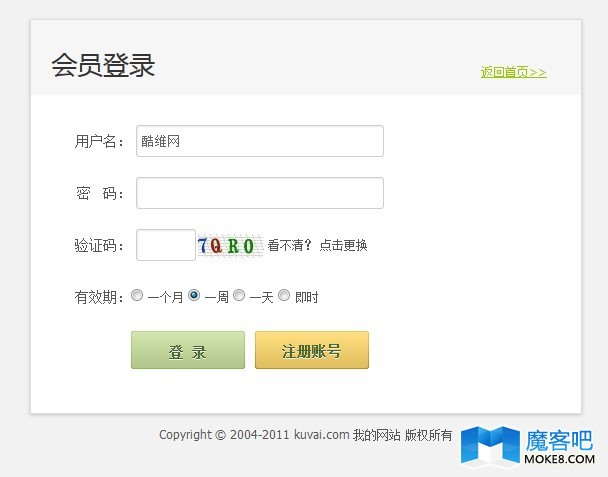 会员登录
返回首页>>
用户名： 酷维网
密 码：
验证码： 7QRO 看不清？ 点击更换
有效期： 一个月 一周 一天 即时
登 录 注册账号
Copyright © 2004-2011 kuvai.com 我的网站 版权所有
魔客吧
MOKE8.COM